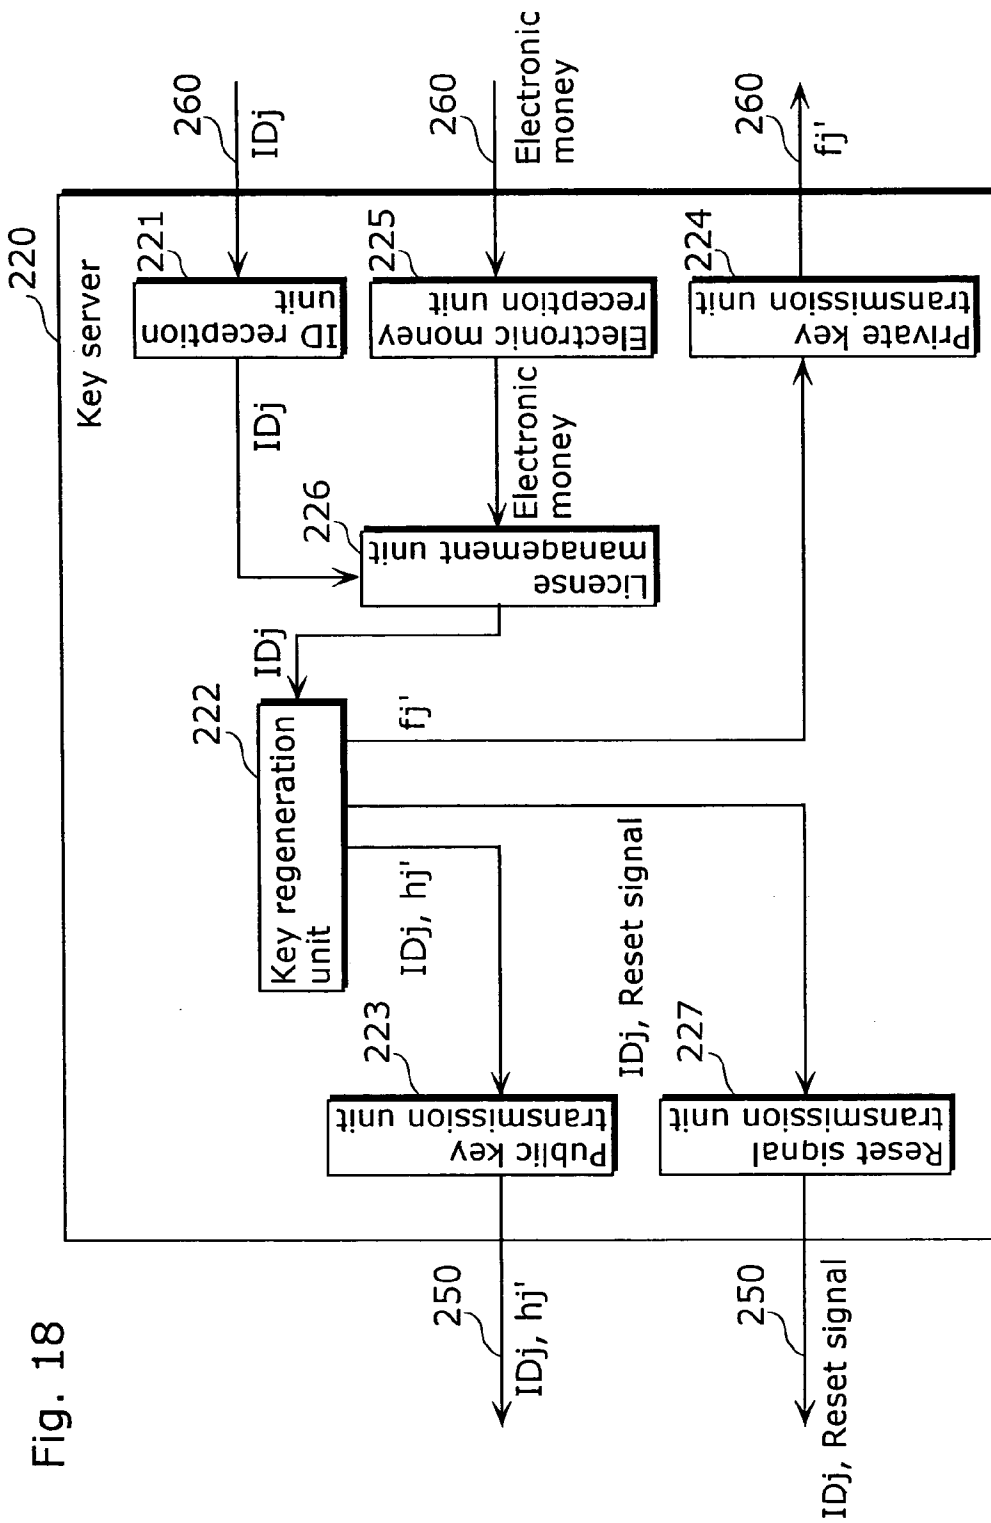 Fig. 18
220
Key server
250
IDj, hj'
250
IDj, Reset signal
223
Public key
transmission unit
227
Reset signal
transmission unit
IDj, hj'
IDj, Reset signal
222
Key regeneration
unit
fj'
IDj
226
License
management unit
IDj
Electronic
money
221
ID reception
unit
225
Electronic money
reception unit
224
Private key
transmission unit
260
IDj
260
Electronic
money
260
fj'